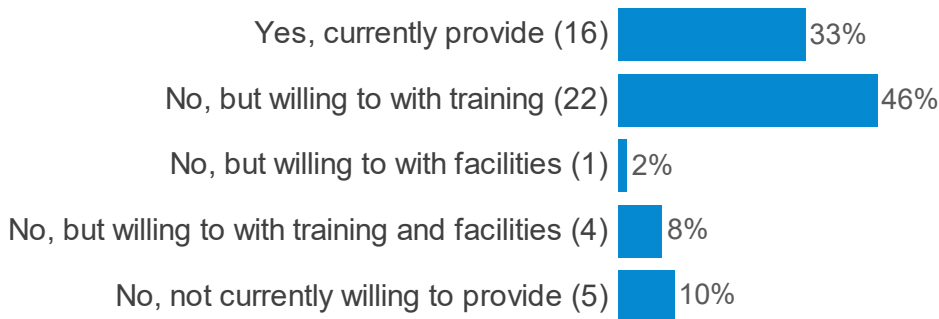 Yes, currently provide (16) 33%
No, but willing to with training (22) 46%
No, but willing to with facilities (1) 2%
No, but willing to with training and facilities (4) 8%
No, not currently willing to provide (5) 10%